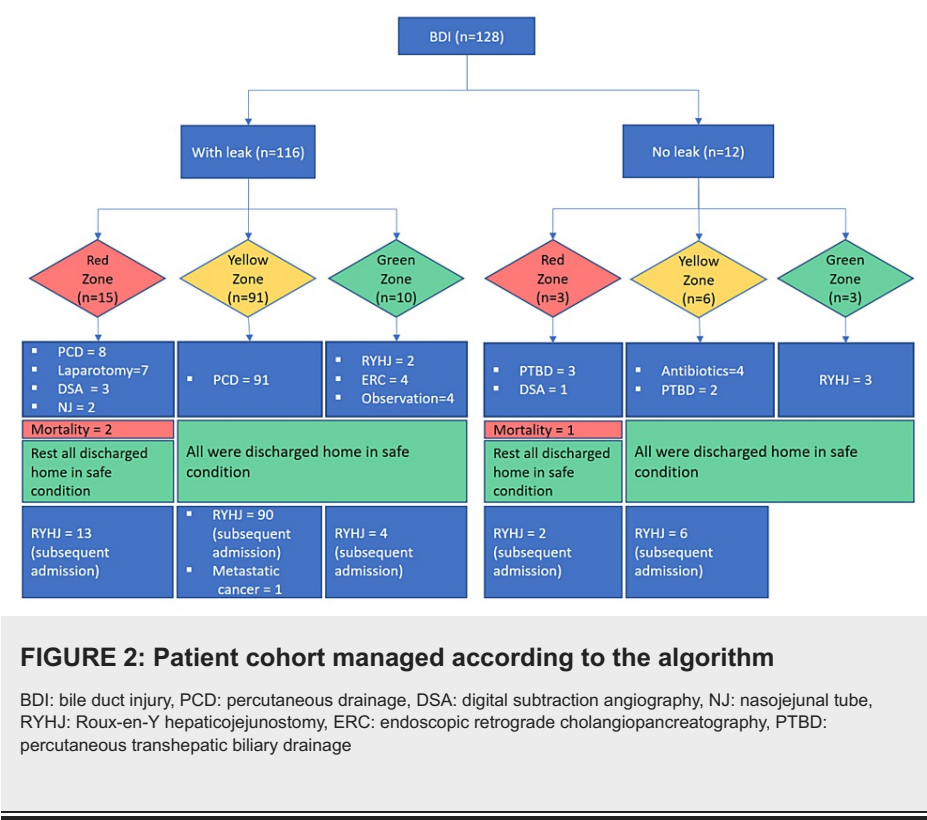 BDI (n=128)
With leak (n=116)
No leak (n=12)
Red
Zone
(n=15)
Yellow
Zone
(n=91)
Green
Zone
(n=10)
Red
Zone
(n=3)
Yellow
Zone
(n=6)
Green
Zone
(n=3)
▪ PCD = 8
▪ Laparotomy=7
▪ DSA = 3
▪ NJ = 2
▪ PCD = 91
▪ RYHJ = 2
▪ ERC = 4
▪ Observation=4
▪ PTBD = 3
▪ DSA = 1
▪ Antibiotics=4
▪ PTBD = 2
RYHJ = 3
Mortality = 2
Rest all discharged
home in safe
condition
All were discharged home in safe
condition
Mortality = 1
Rest all discharged
home in safe
condition
All were discharged home in safe
condition
RYHJ = 13
(subsequent
admission)
▪ RYHJ = 90
(subsequent
admission)
▪ Metastatic
cancer = 1
RYHJ = 4
(subsequent
admission)
RYHJ = 2
(subsequent
admission)
RYHJ = 6
(subsequent
admission)
FIGURE 2: Patient cohort managed according to the algorithm
BDI: bile duct injury, PCD: percutaneous drainage, DSA: digital subtraction angiography, NJ: nasojejunal tube,
RYHJ: Roux-en-Y hepaticojejunostomy, ERC: endoscopic retrograde cholangiopancreatography, PTBD:
percutaneous transhepatic biliary drainage